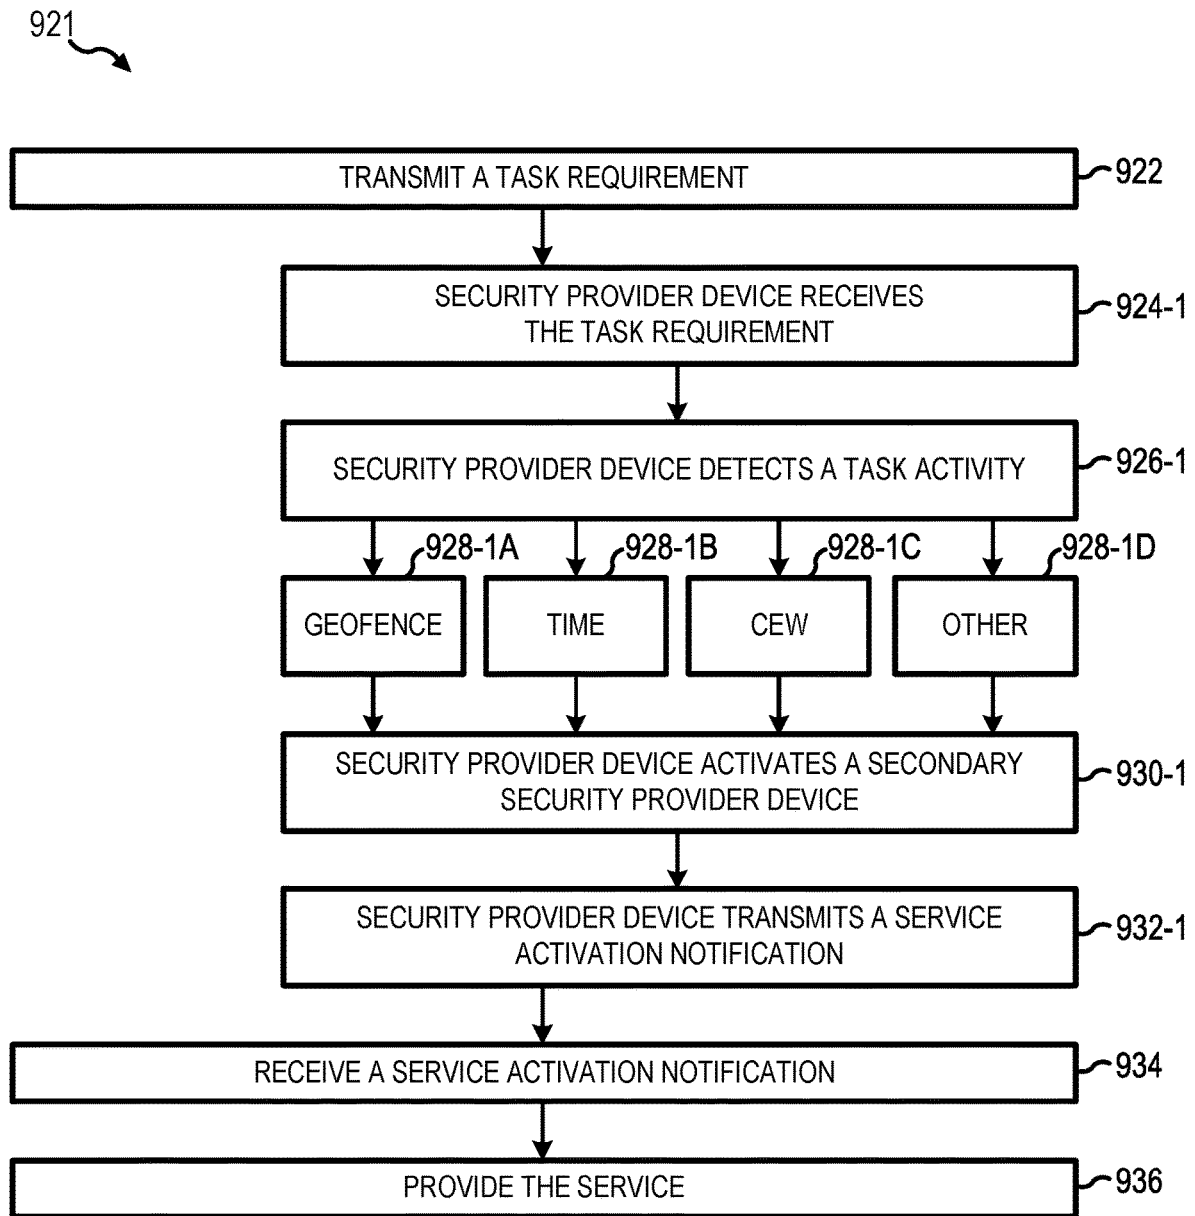 921
TRANSMIT A TASK REQUIREMENT
922
SECURITY PROVIDER DEVICE RECEIVES
THE TASK REQUIREMENT
924-1
SECURITY PROVIDER DEVICE DETECTS A TASK ACTIVITY
926-1
928-1A
928-1B
928-1C
928-1D
GEOFENCE
TIME
CEW
OTHER
SECURITY PROVIDER DEVICE ACTIVATES A SECONDARY
SECURITY PROVIDER DEVICE
930-1
SECURITY PROVIDER DEVICE TRANSMITS A SERVICE
ACTIVATION NOTIFICATION
932-1
RECEIVE A SERVICE ACTIVATION NOTIFICATION
934
PROVIDE THE SERVICE
936